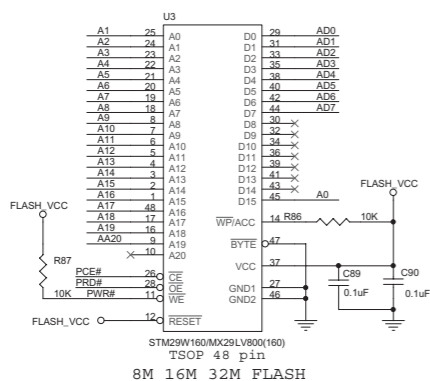 U3
A1 25 A0 D0 29 AD0
A2 24 A1 D1 31 AD1
A3 23 A2 D2 33 AD2
A4 22 A3 D3 35 AD3
A5 21 A4 D4 38 AD4
A6 20 A5 D5 40 AD5
A7 19 A6 D6 42 AD6
A8 18 A7 D7 44 AD7
A9 8 A8 D8 30
A10 7 A9 D9 32
A11 6 A10 D10 34
A12 5 A11 D11 36
A13 4 A12 D12 39
A14 3 A13 D13 41
A15 2 A14 D14 43
A16 1 A15 D15 45 A0
A17 48 A16
A18 17 A17 WP/ACC 14 R86 10K
A19 16 A18
AA20 9 A19 BYTE 47
10 A20
FLASH_VCC
FLASH_VCC
R87
10K
PCE# 26 CE
PRD# 28 OE
PWR# 11 WE
VCC 37
GND1 27
GND2 46
C89
0.1uF
C90
0.1uF
FLASH_VCC 12 RESET
STM29W160/MX29LV800(160)
TSOP 48 pin
8M 16M 32M FLASH